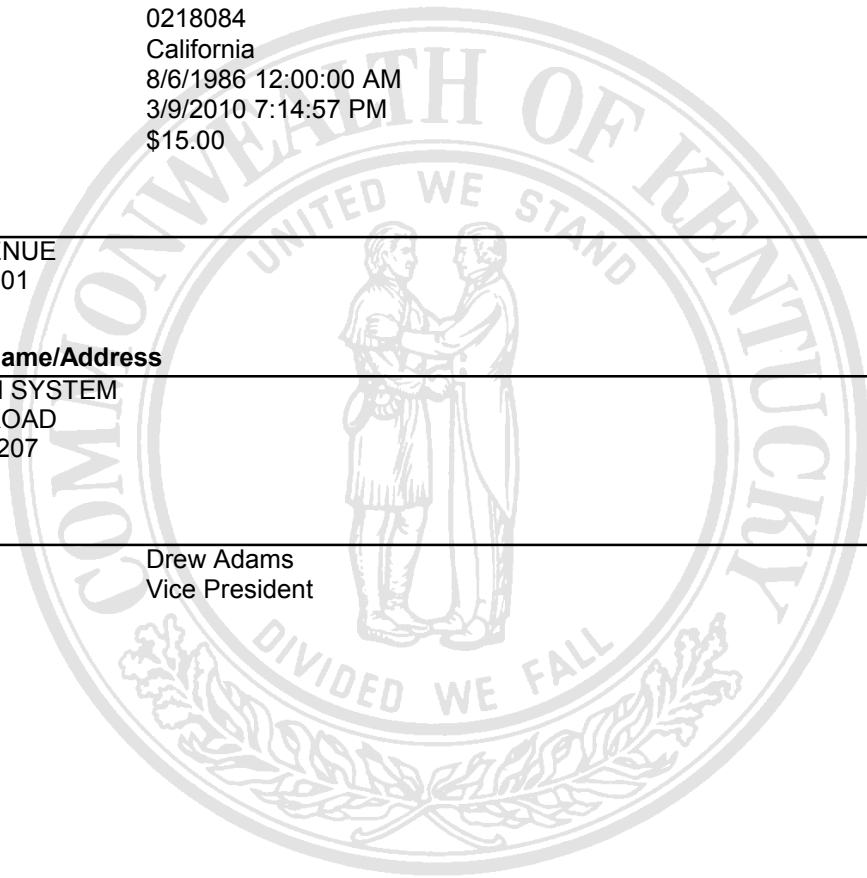 0218084
California
8/6/1986 12:00:00 AM
3/9/2010 7:14:57 PM
$15.00
COMMONWEALTH OF KENTUCKY
UNITED WE STAND
ENUE
01
ame/Address
SYSTEM
OAD
207
Drew Adams
Vice President
DIVIDED WE FALL